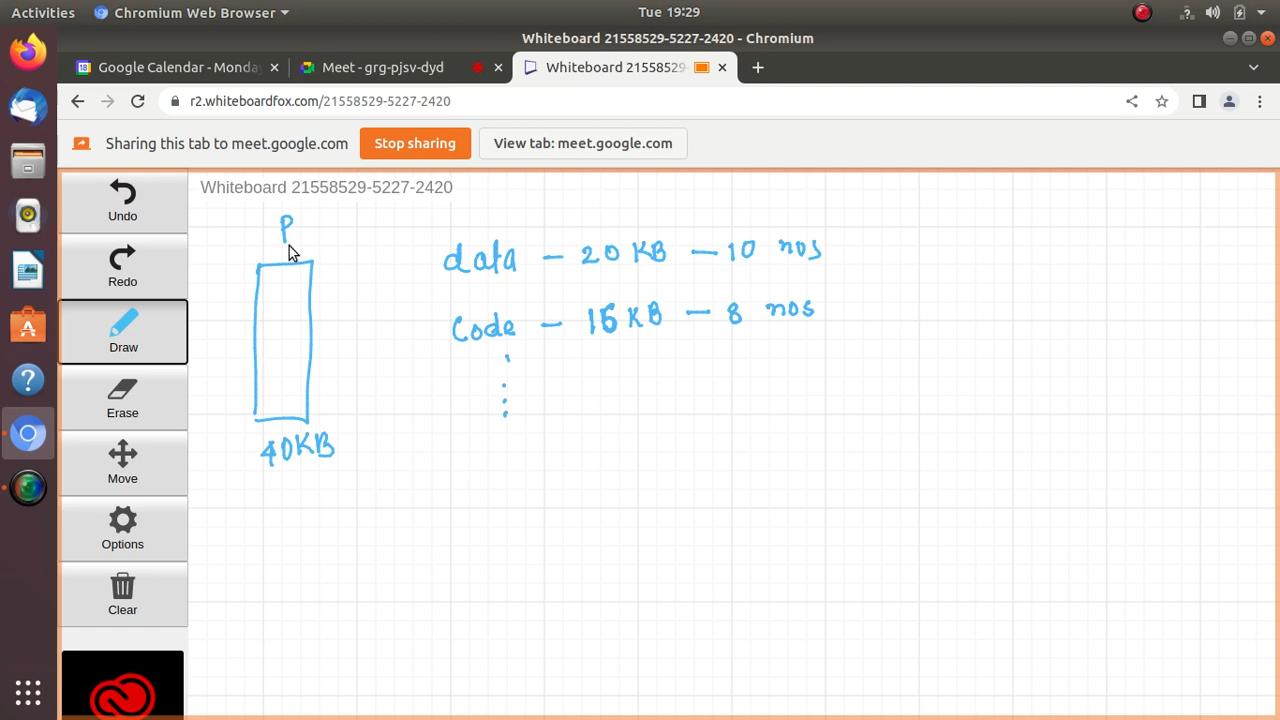 Activities
Chromium Web Browser
Tue 19:29
Whiteboard 21558529-5227-2420 - Chromium
Google Calendar - Monday
Meet - grg-pjsv-dyd
Whiteboard 21558529-
r2.whiteboardfox.com/21558529-5227-2420
Sharing this tab to meet.google.com
Stop sharing
View tab: meet.google.com
Whiteboard 21558529-5227-2420
Undo
Redo
Draw
Erase
Move
Options
Clear
P
40KB
data - 20 KB - 10 nos
Code - 16 KB - 8 nos